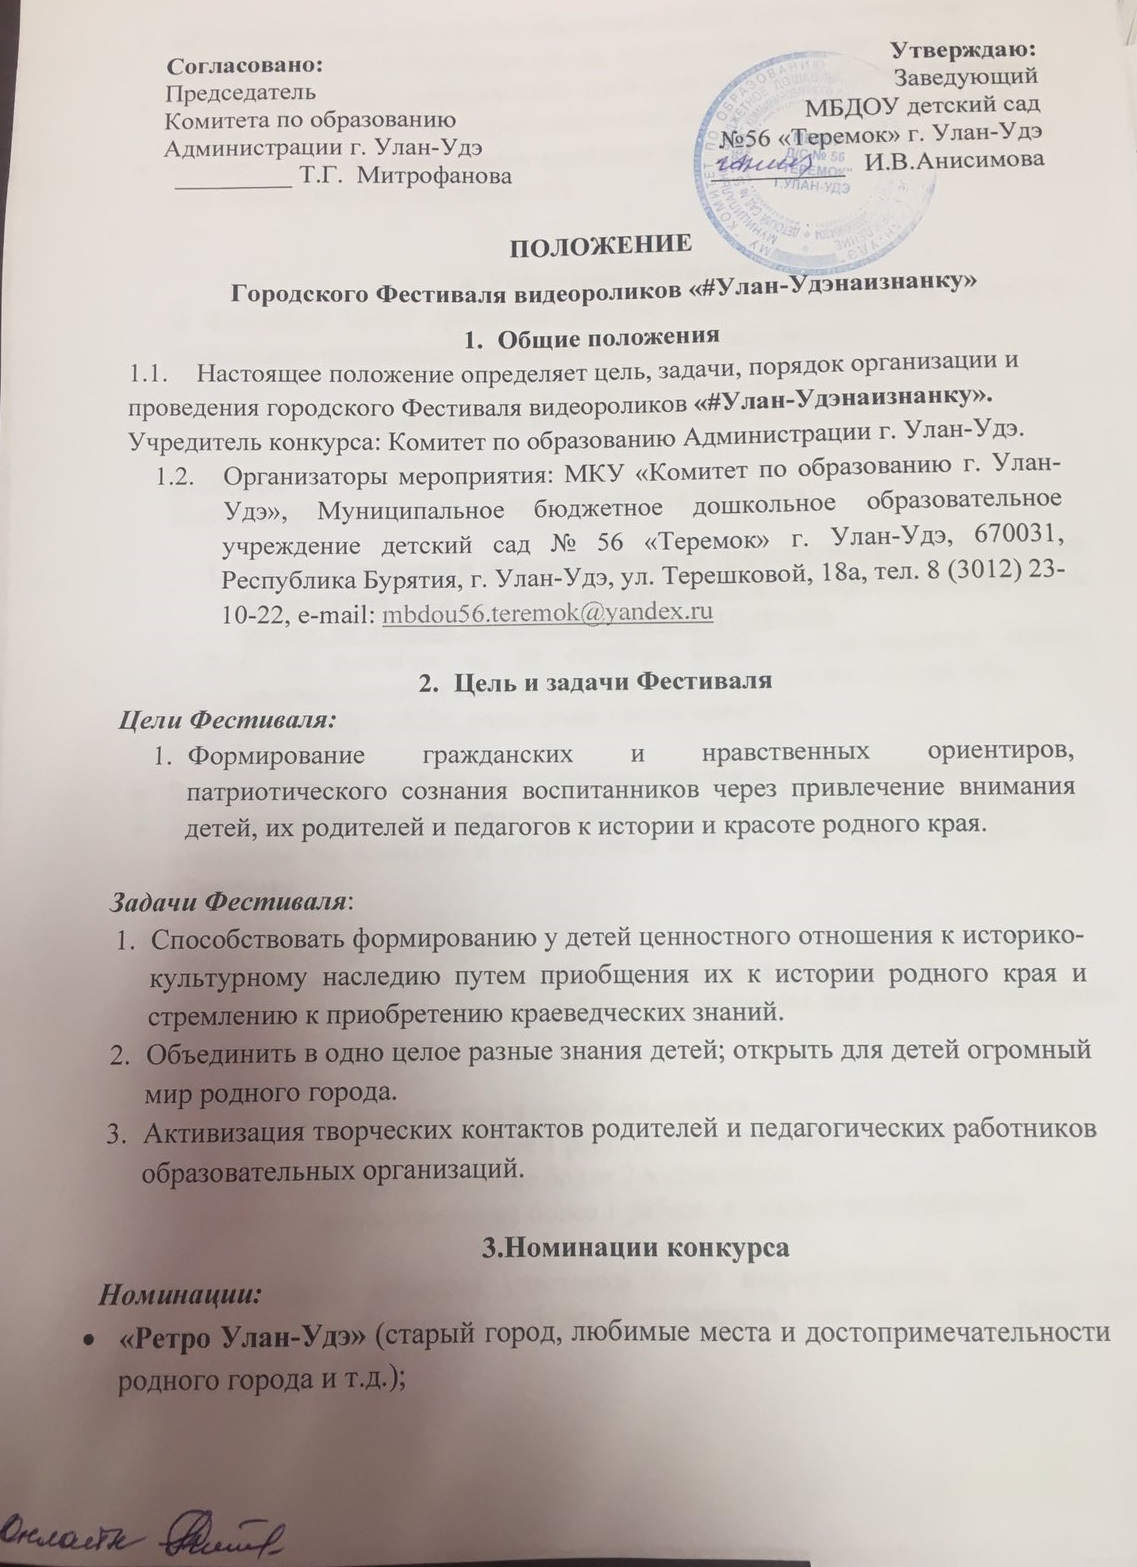 Согласовано:
Председатель
Комитета по образованию
Администрации г. Улан-Удэ
_________ Т.Г. Митрофанова
Утверждаю:
Заведующий
МБДОУ детский сад
№56 «Теремок» г. Улан-Удэ
__________ И.В.Анисимова
Д/С № 56
"ТЕРЕМОК"
Г.УЛАН-УДЭ
ПОЛОЖЕНИЕ
Городского Фестиваля видеороликов «#Улан-Удэнаизнанку»
1. Общие положения
1.1. Настоящее положение определяет цель, задачи, порядок организации и
проведения городского Фестиваля видеороликов «#Улан-Удэнаизнанку».
Учредитель конкурса: Комитет по образованию Администрации г. Улан-Удэ.
1.2. Организаторы мероприятия: МКУ «Комитет по образованию г. Улан-
Удэ», Муниципальное бюджетное дошкольное образовательное
учреждение детский сад № 56 «Теремок» г. Улан-Удэ, 670031,
Республика Бурятия, г. Улан-Удэ, ул. Терешковой, 18а, тел. 8 (3012) 23-
10-22, e-mail: mbdou56.teremok@yandex.ru
2. Цель и задачи Фестиваля
Цели Фестиваля:
1. Формирование гражданских и нравственных ориентиров,
патриотического сознания воспитанников через привлечение внимания
детей, их родителей и педагогов к истории и красоте родного края.
Задачи Фестиваля:
1. Способствовать формированию у детей ценностного отношения к историко-
культурному наследию путем приобщения их к истории родного края и
стремлению к приобретению краеведческих знаний.
2. Объединить в одно целое разные знания детей; открыть для детей огромный
мир родного города.
3. Активизация творческих контактов родителей и педагогических работников
образовательных организаций.
3.Номинации конкурса
Номинации:
• «Ретро Улан-Удэ» (старый город, любимые места и достопримечательности
родного города и т.д.);